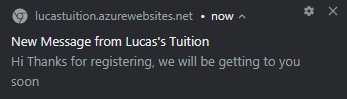 lucastuition.azurewebsites.net • now
New Message from Lucas's Tuition
Hi Thanks for registering, we will be getting to you
soon